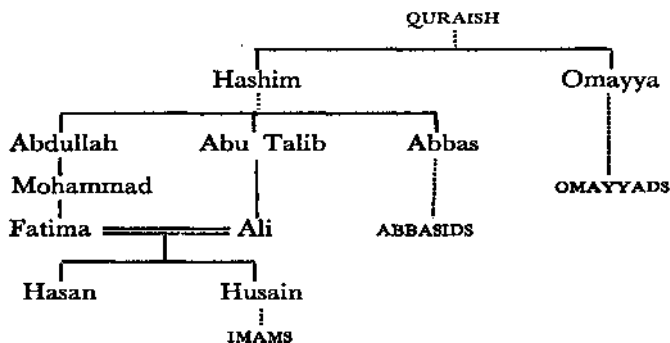 QURAISH
Hashim Omayya
Abdullah Abu Talib Abbas
Mohammad OMAYYADS
Fatima Ali ABBASIDS
Hasan Husain
IMAMS